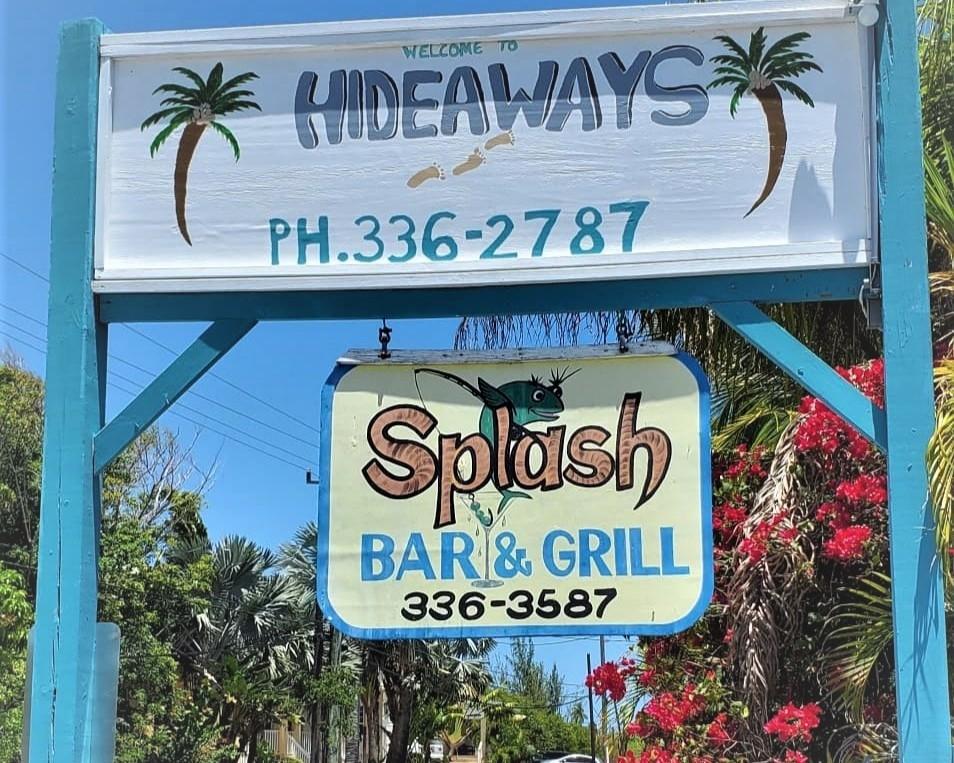 WELCOME TO
HIDEAWAYS
PH.336-2787
Splash
BAR & GRILL
336-3587